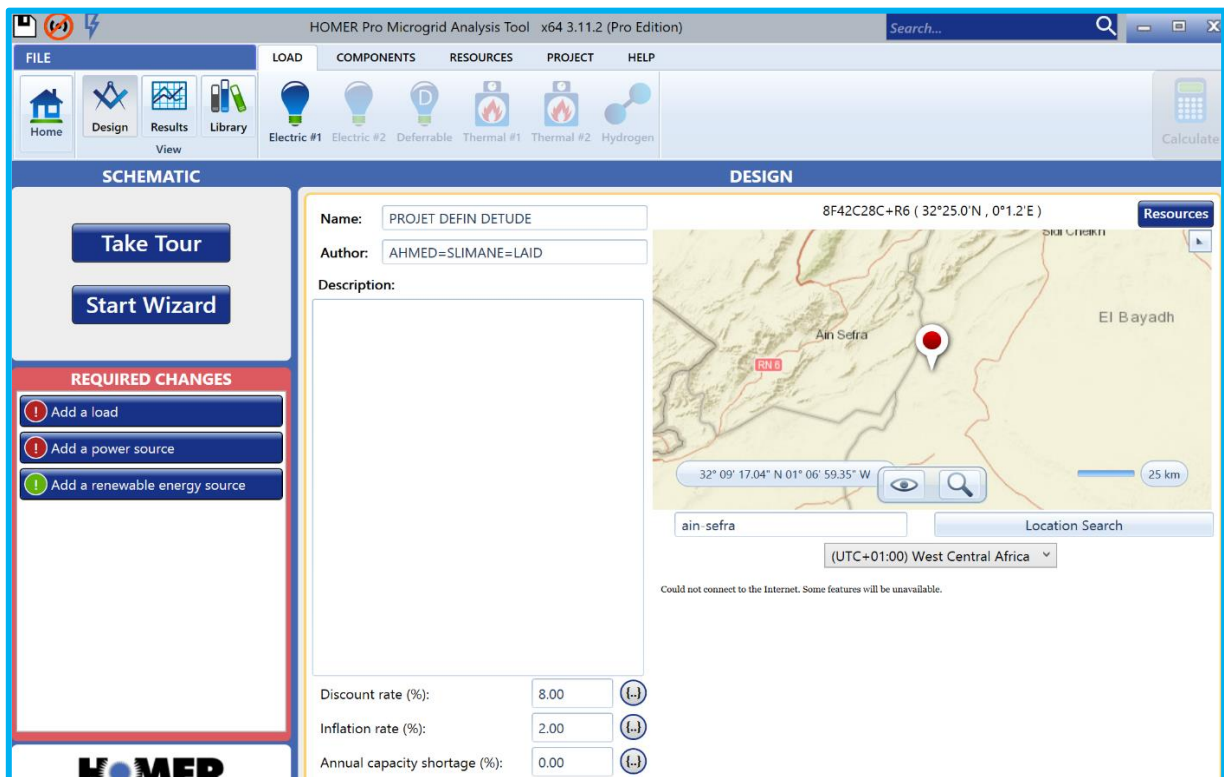 HOMER Pro Microgrid Analysis Tool x64 3.11.2 (Pro Edition)
Search...
FILE
LOAD COMPONENTS RESOURCES PROJECT HELP
Home Design Results Library
View
Electric #1 Electric #2 Deferrable Thermal #1 Thermal #2 Hydrogen
D
Calculate
SCHEMATIC
Take Tour
Start Wizard
REQUIRED CHANGES
! Add a load
! Add a power source
! Add a renewable energy source
HOMER
DESIGN
Name: PROJET DEFIN DETUDE
Author: AHMED=SLIMANE=LAID
Description:
8F42C28C+R6 ( 32°25.0'N , 0°1.2'E )
Resources
Sidi Cheikh
El Bayadh
Ain Sefra
RN 6
32° 09' 17.04" N 01° 06' 59.35" W
25 km
ain-sefra
Location Search
(UTC+01:00) West Central Africa
Could not connect to the Internet. Some features will be unavailable.
Discount rate (%): 8.00 {..}
Inflation rate (%): 2.00 {..}
Annual capacity shortage (%): 0.00 {..}